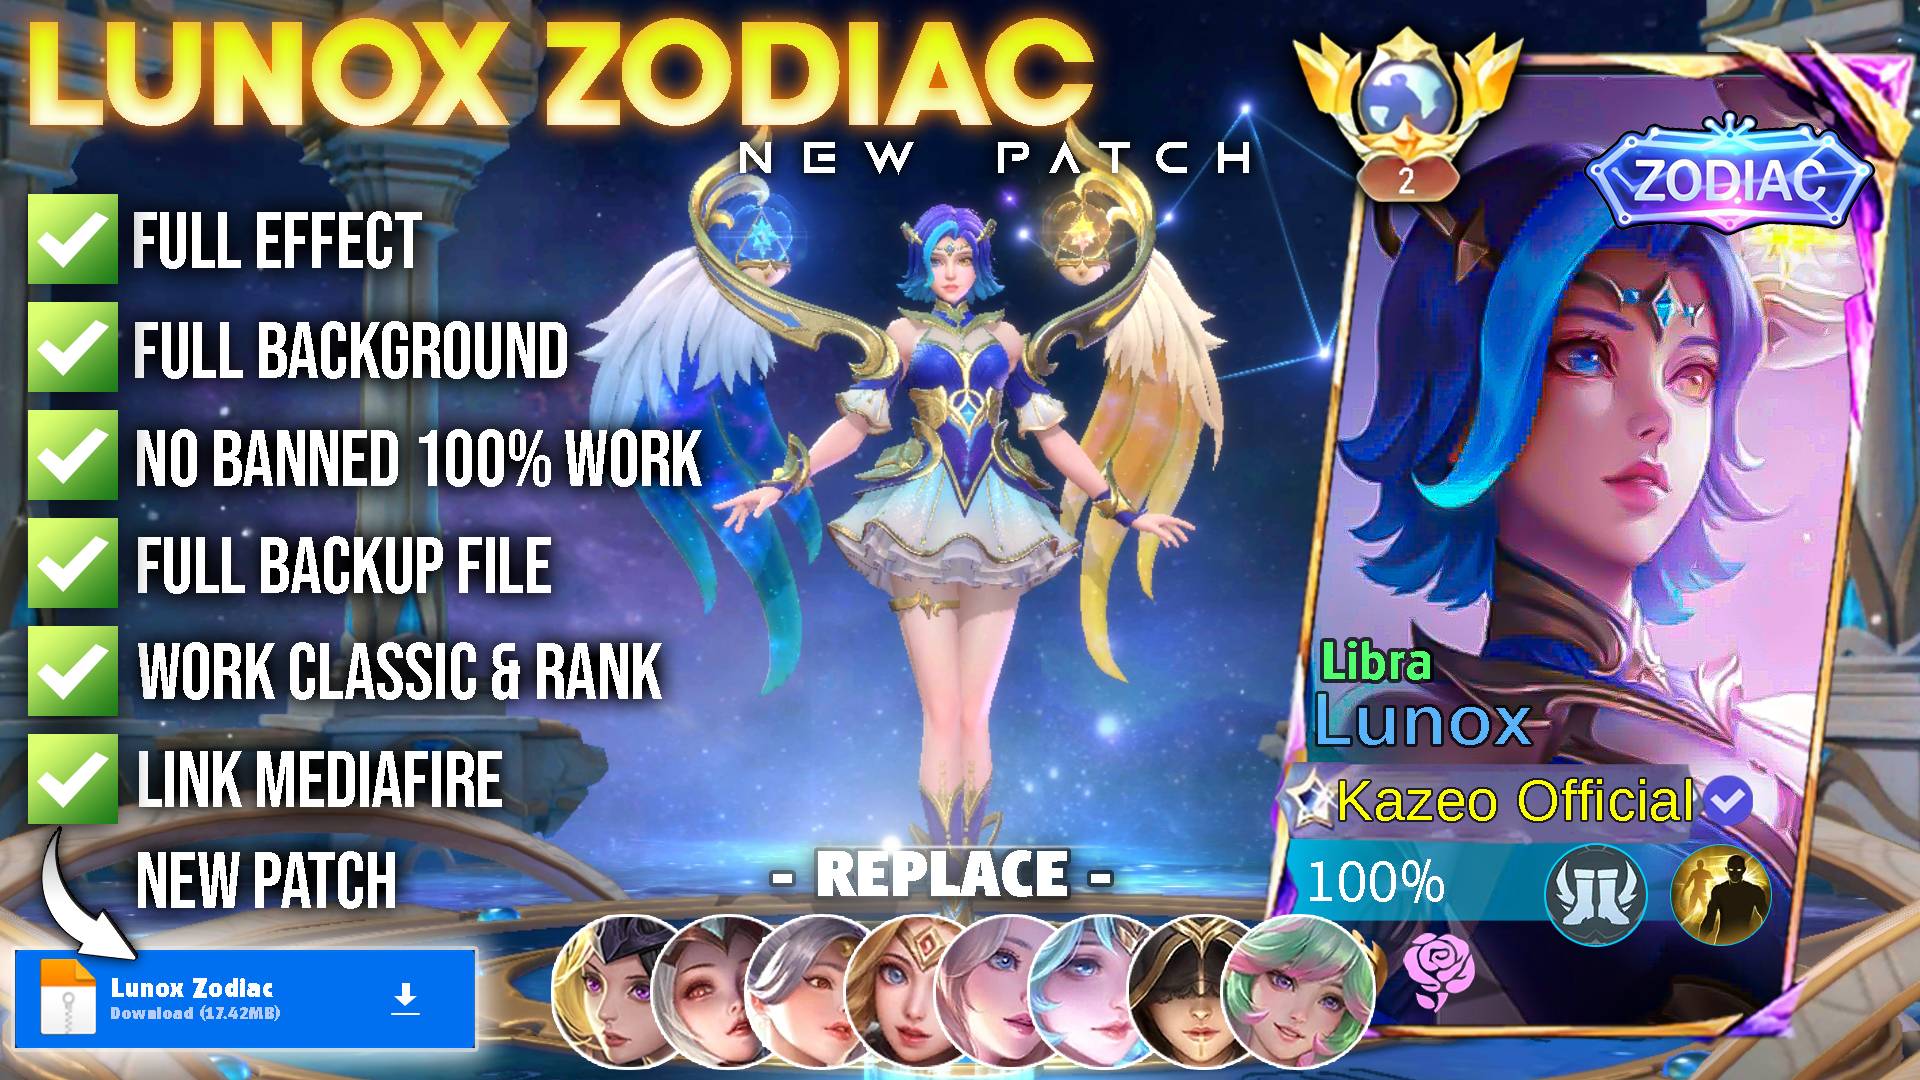 LUNOX ZODIAC
NEW PATCH
FULL EFFECT
FULL BACKGROUND
NO BANNED 100% WORK
FULL BACKUP FILE
WORK CLASSIC & RANK
LINK MEDIAFIRE
NEW PATCH
Lunox Zodiac
Download (17.42MB)
- REPLACE -
2
ZODIAC
Libra
Lunox
Kazeo Official
100%